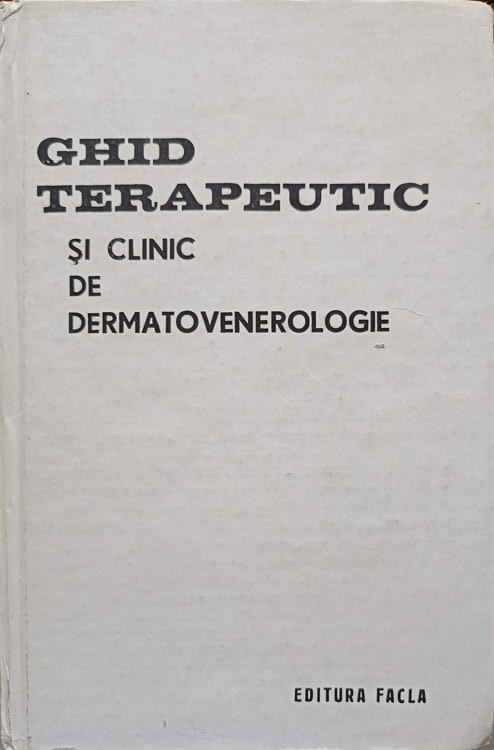 GHID
TERAPEUTIC
ŞI CLINIC
DE
DERMATOVENEROLOGIE
EDITURA FACLA